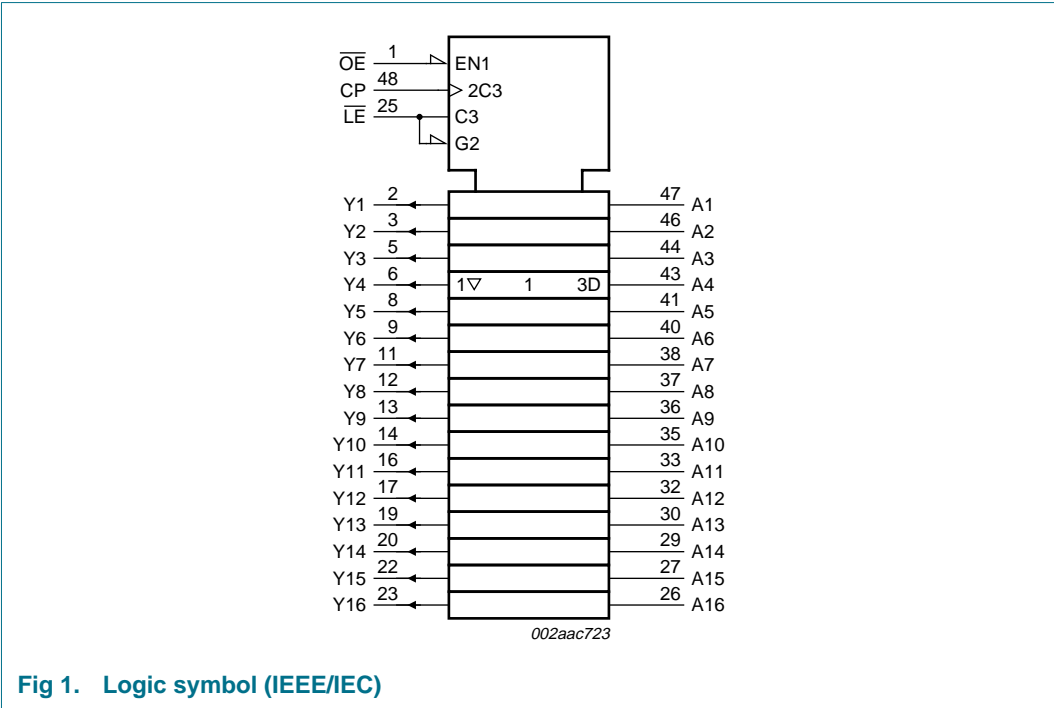 OE 1 EN1
CP 48 2C3
LE 25 C3
G2
Y1 2 47 A1
Y2 3 46 A2
Y3 5 44 A3
Y4 6 1▽ 1 3D 43 A4
Y5 8 41 A5
Y6 9 40 A6
Y7 11 38 A7
Y8 12 37 A8
Y9 13 36 A9
Y10 14 35 A10
Y11 16 33 A11
Y12 17 32 A12
Y13 19 30 A13
Y14 20 29 A14
Y15 22 27 A15
Y16 23 26 A16
002aac723
Fig 1. Logic symbol (IEEE/IEC)